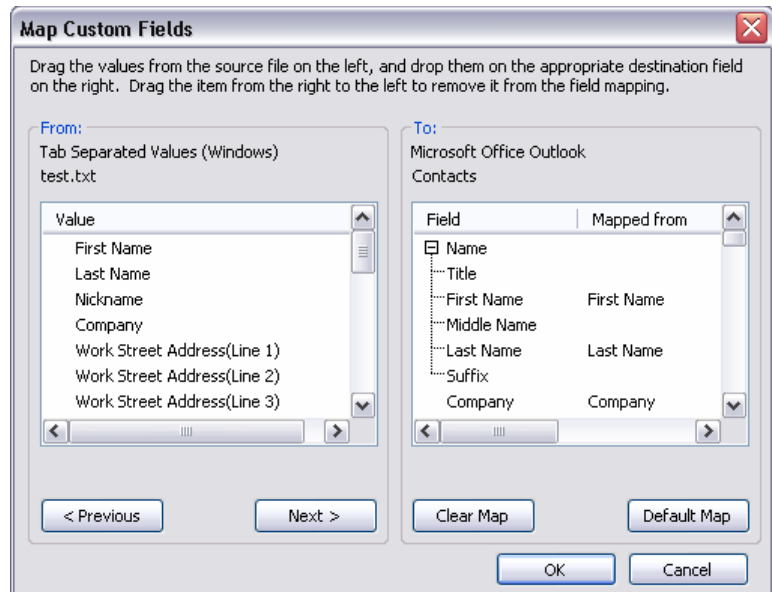 Map Custom Fields
Drag the values from the source file on the left, and drop them on the appropriate destination field
on the right.  Drag the item from the right to the left to remove it from the field mapping.
From:
Tab Separated Values (Windows)
test.txt
Value
First Name
Last Name
Nickname
Company
Work Street Address(Line 1)
Work Street Address(Line 2)
Work Street Address(Line 3)
< Previous
Next >
To:
Microsoft Office Outlook
Contacts
Field Mapped from
Name
Title
First Name First Name
Middle Name
Last Name Last Name
Suffix
Company Company
Clear Map
Default Map
OK
Cancel